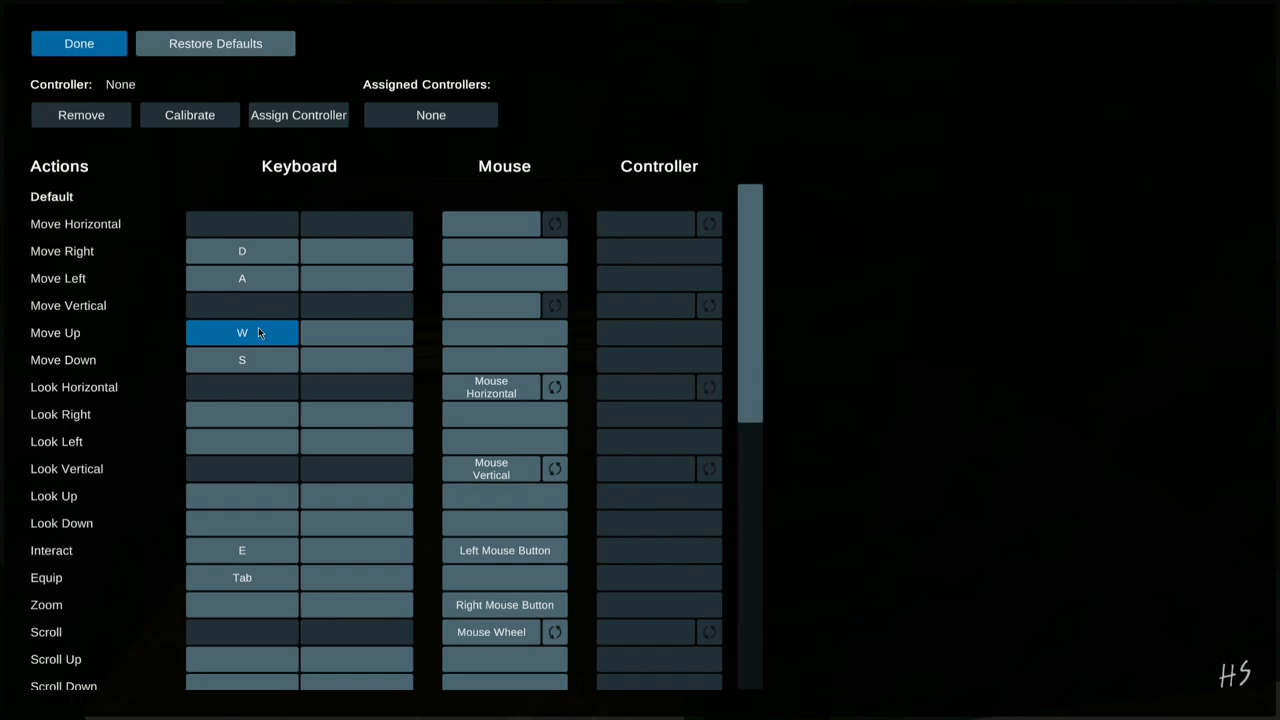 Done Restore Defaults
Controller: None Assigned Controllers:
Remove Calibrate Assign Controller None
Actions Keyboard Mouse Controller
Default
Move Horizontal
Move Right D
Move Left A
Move Vertical
Move Up W
Move Down S
Look Horizontal Mouse Horizontal
Look Right
Look Left
Look Vertical Mouse Vertical
Look Up
Look Down
Interact E Left Mouse Button
Equip Tab
Zoom Right Mouse Button
Scroll Mouse Wheel
Scroll Up
Scroll Down
HS